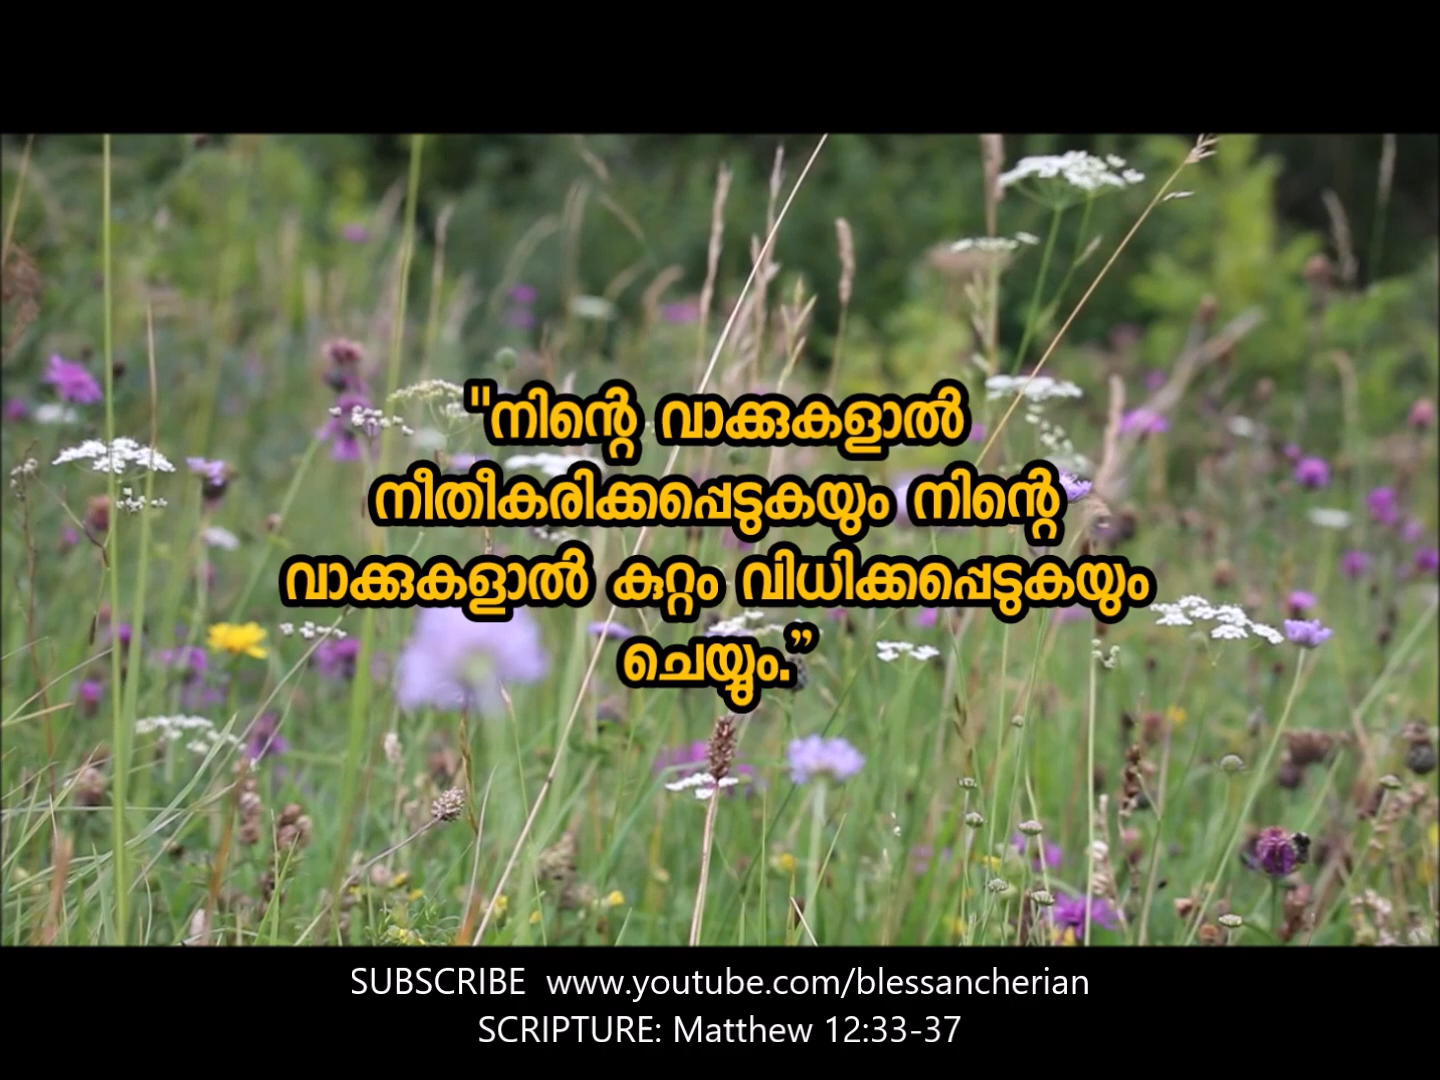 "നിന്റെ വാക്കുകളാൽ
നീതീകരിക്കപ്പെടുകയും നിന്റെ
വാക്കുകളാൽ കുറ്റം വിധിക്കപ്പെടുകയും
ചെയ്യും.”
SUBSCRIBE www.youtube.com/blessancherian
SCRIPTURE: Matthew 12:33-37